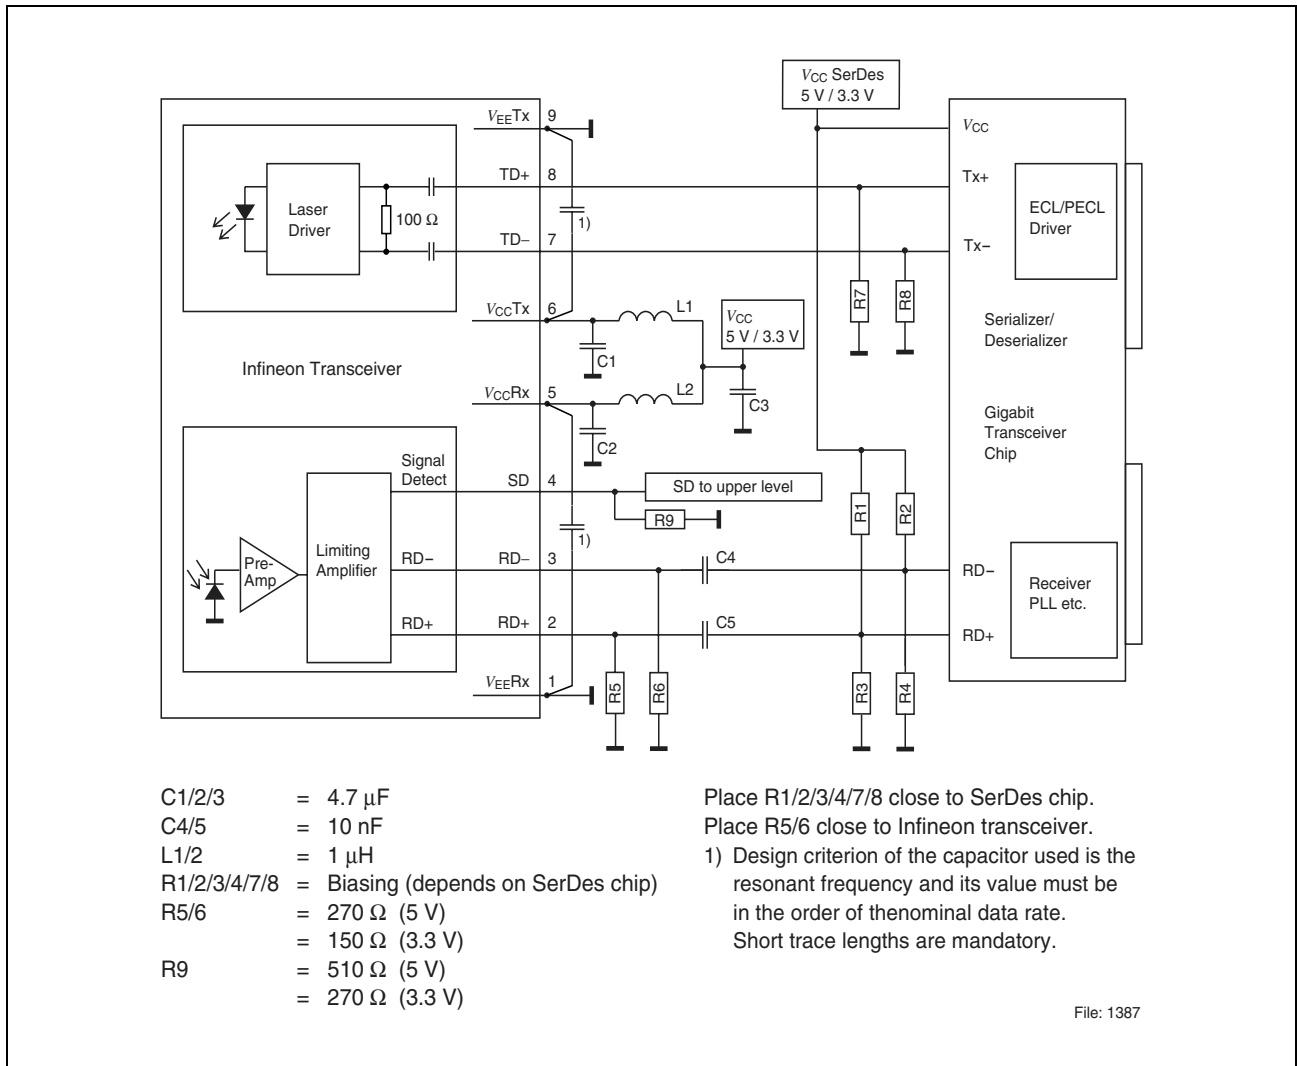 VCC SerDes
5 V / 3.3 V
VEETx 9
VCC
TD+ 8
Tx+
Laser
Driver
100 Ω
1)
ECL/PECL
Driver
TD− 7
Tx−
R7
R8
VCCTx 6
L1
VCC
5 V / 3.3 V
Serializer/
Deserializer
C1
Infineon Transceiver
VCCRx 5
L2
C3
C2
Gigabit
Transceiver
Chip
Signal
Detect
SD 4
SD to upper level
R9
R1
R2
1)
Pre-
Amp
Limiting
Amplifier
RD−
RD− 3
C4
RD−
Receiver
PLL etc.
RD+
RD+ 2
C5
RD+
VEERx 1
R5
R6
R3
R4
C1/2/3 = 4.7 μF
C4/5 = 10 nF
L1/2 = 1 μH
R1/2/3/4/7/8 = Biasing (depends on SerDes chip)
R5/6 = 270 Ω (5 V)
= 150 Ω (3.3 V)
R9 = 510 Ω (5 V)
= 270 Ω (3.3 V)
Place R1/2/3/4/7/8 close to SerDes chip.
Place R5/6 close to Infineon transceiver.
1) Design criterion of the capacitor used is the
resonant frequency and its value must be
in the order of thenominal data rate.
Short trace lengths are mandatory.
File: 1387